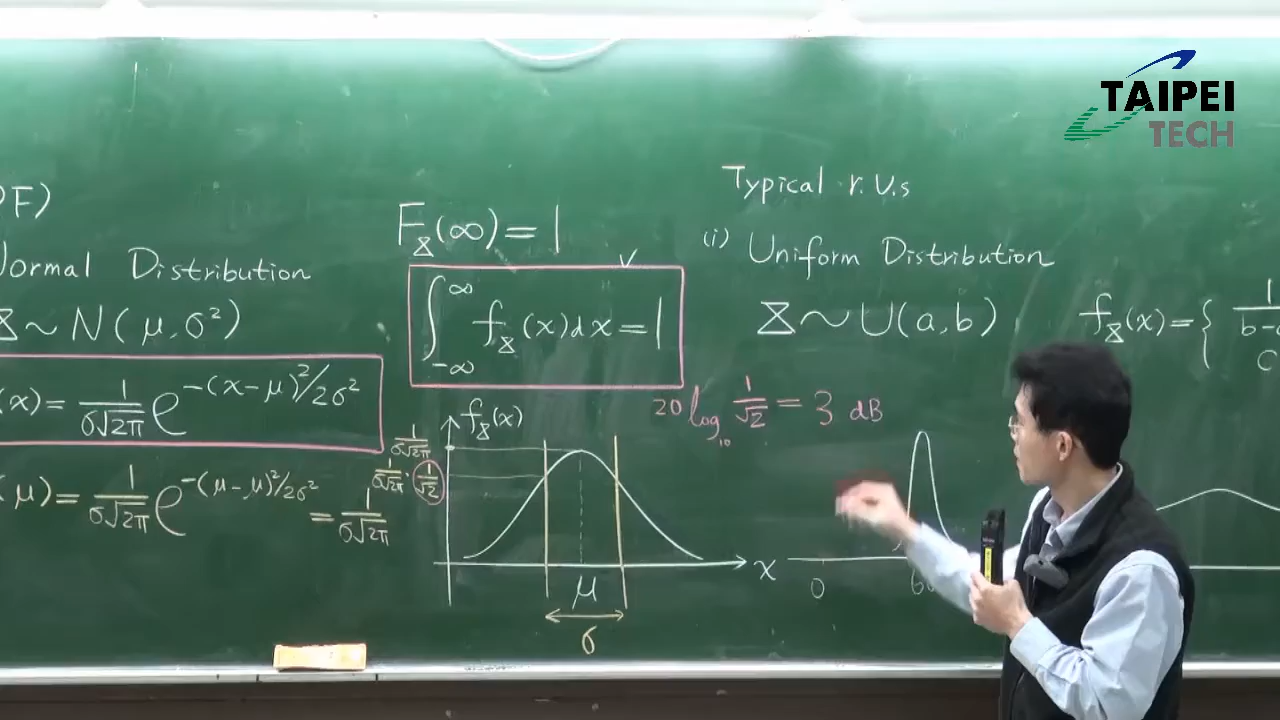 TAIPEI
TECH
F)
Normal Distribution
X ~ N(μ, σ²)
(x) = 1/(σ√2π) e^{-(x-μ)²/2σ²}
(μ) = 1/(σ√2π) e^{-(μ-μ)²/2σ²} = 1/(σ√2π)
F_X(∞) = 1
∫_{-∞}^{∞} f_X(x)dx = 1
f_X(x)
1/(σ√2π)
1/(σ√2π) · 1/√2
μ
x
σ
20 log₁₀ 1/√2 = 3 dB
Typical r.v.s
(i) Uniform Distribution
X ~ U(a,b)
f_X(x) = { 1/b-
0